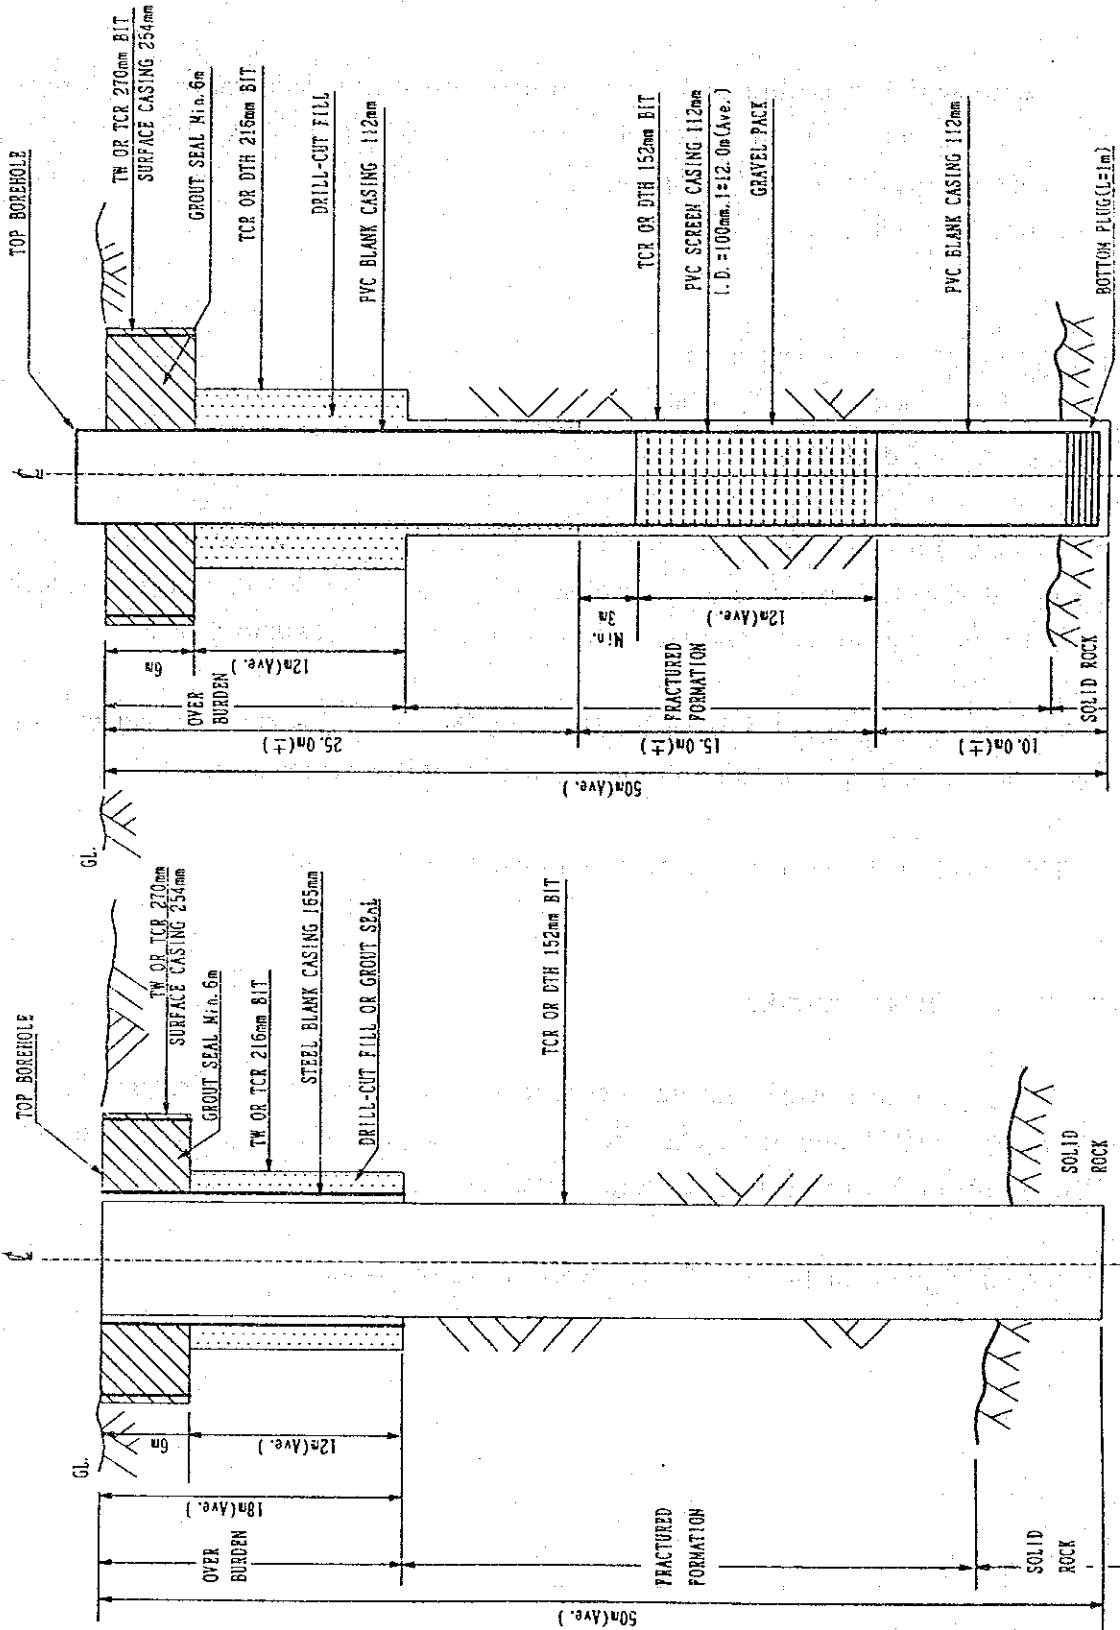 TOP BOREHOLE
TW OR TCR 270mm
SURFACE CASING 254mm
GROUT SEAL Min. 6m
TW OR TCR 216mm BIT
STEEL BLANK CASING 165mm
DRILL-CUT FILL OR GROUT SEAL
TCR OR DTH 152mm BIT
SOLID
ROCK
℄
GL.
6m
12m(Ave.)
18m(Ave.)
OVER
BURDEN
FRACTURED
FORMATION
SOLID
ROCK
50m(Ave.)
TOP BOREHOLE
TW OR TCR 270mm BIT
SURFACE CASING 254mm
GROUT SEAL Min. 6m
TCR OR DTH 216mm BIT
DRILL-CUT FILL
PVC BLANK CASING 112mm
TCR OR DTH 152mm BIT
PVC SCREEN CASING 112mm
I.D.=100mm.l=12.0m(Ave.)
GRAVEL PACK
PVC BLANK CASING 112mm
BOTTOM PLUG(L=1m)
℄
GL.
6m
12m(Ave.)
OVER
BURDEN
25.0m(±)
Min.
3m
12m(Ave.)
FRACTURED
FORMATION
15.0m(±)
SOLID ROCK
10.0m(±)
50m(Ave.)